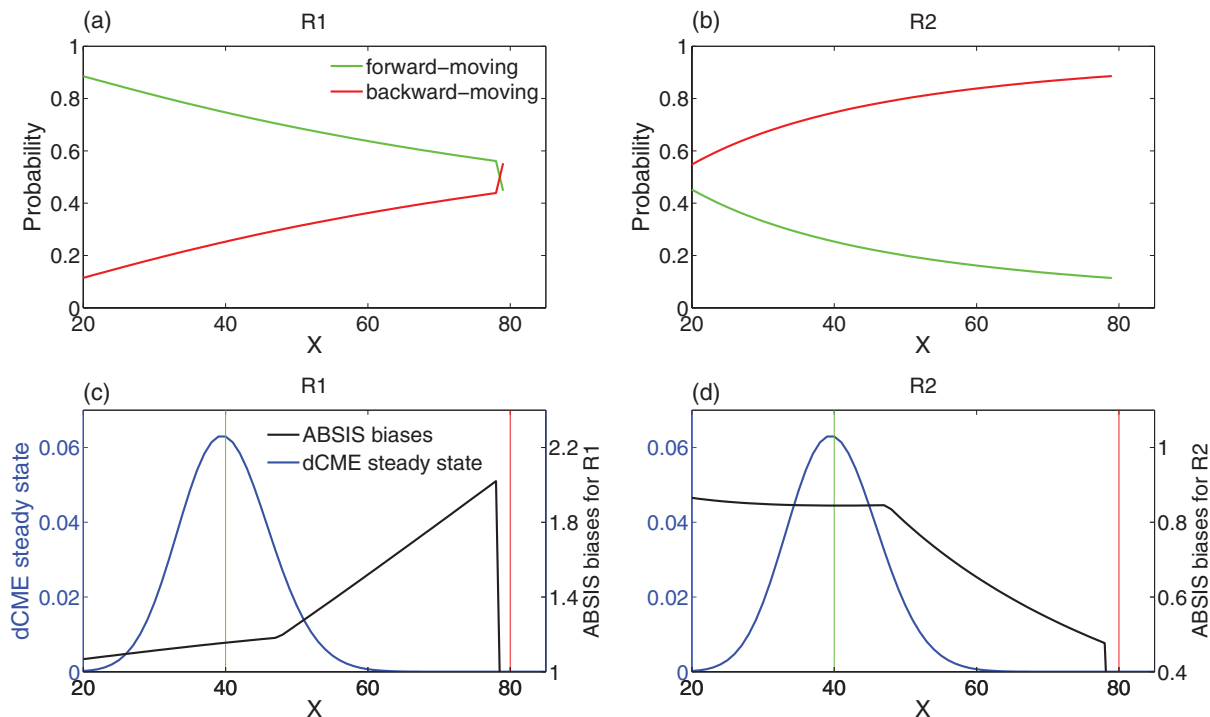 (a)
R1
1
0.8
0.6
0.4
0.2
0
Probability
forward−moving
backward−moving
20
40
60
80
X
(b)
R2
1
0.8
0.6
0.4
0.2
0
Probability
20
40
60
80
X
(c)
R1
0.06
0.04
0.02
0
dCME steady state
ABSIS biases
dCME steady state
2.2
1.8
1.4
1
ABSIS biases for R1
20
40
60
80
X
(d)
R2
0.06
0.04
0.02
0
1
0.8
0.6
0.4
ABSIS biases for R2
20
40
60
80
X